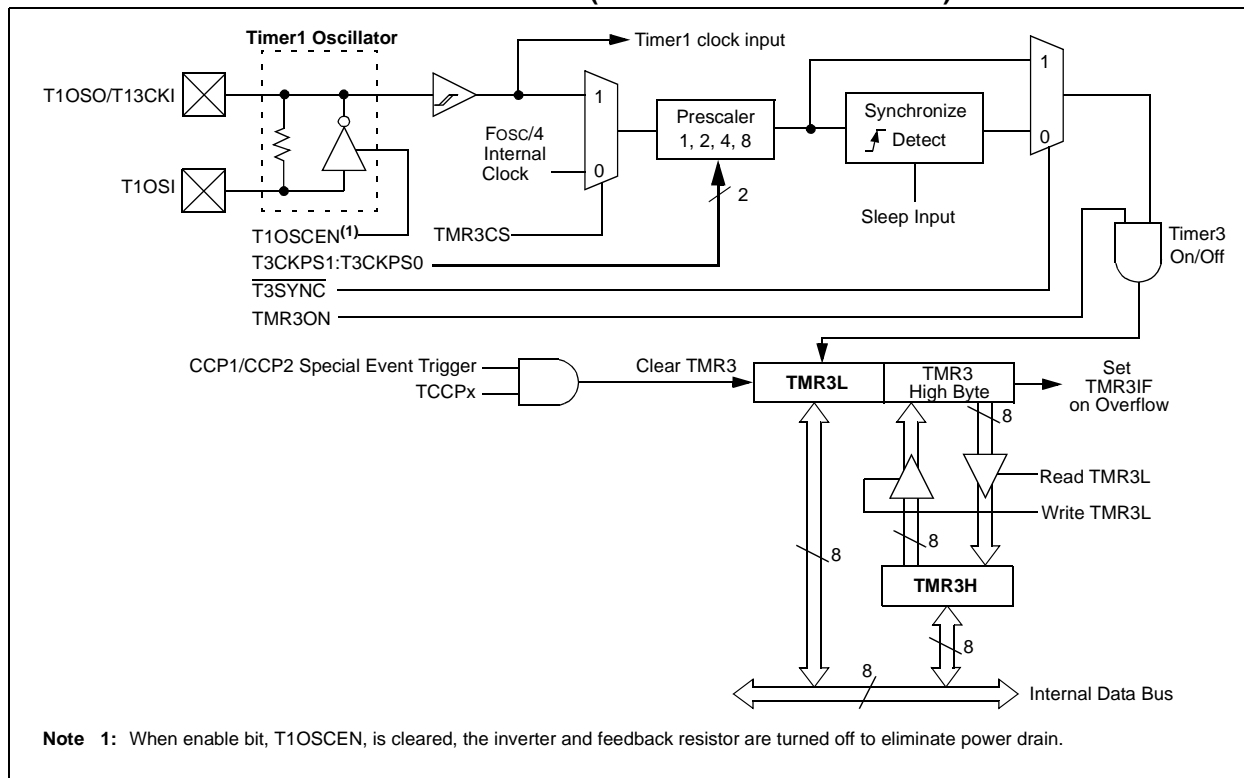 Timer1 Oscillator
Timer1 clock input
T1OSO/T13CKI
T1OSI
1
0
FOSC/4
Internal
Clock
Prescaler
1, 2, 4, 8
2
Synchronize
Detect
Sleep Input
1
0
Timer3
On/Off
T1OSCEN(1)
TMR3CS
T3CKPS1:T3CKPS0
T3SYNC
TMR3ON
CCP1/CCP2 Special Event Trigger
TCCPx
Clear TMR3
TMR3L
TMR3
High Byte
Set
TMR3IF
on Overflow
8
Read TMR3L
Write TMR3L
8
8
TMR3H
8
8
Internal Data Bus
Note 1: When enable bit, T1OSCEN, is cleared, the inverter and feedback resistor are turned off to eliminate power drain.